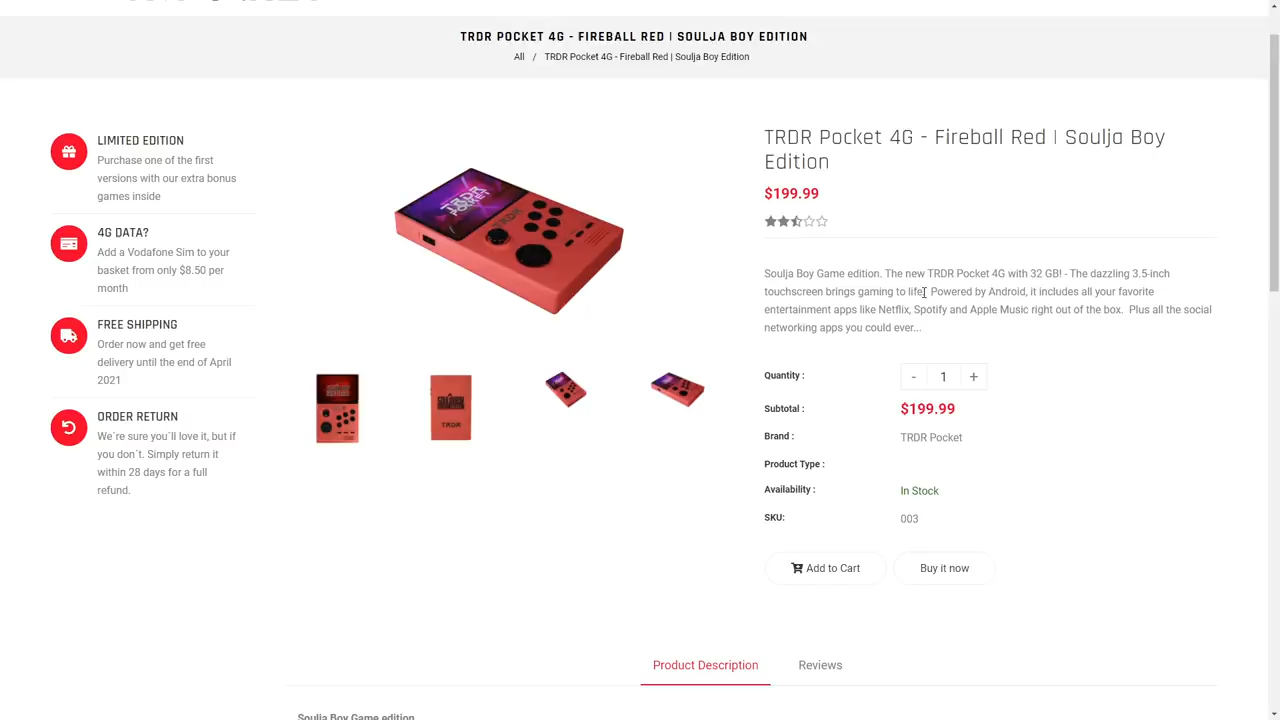 TRDR POCKET 4G - FIREBALL RED | SOULJA BOY EDITION
All / TRDR Pocket 4G - Fireball Red | Soulja Boy Edition
LIMITED EDITION
Purchase one of the first
versions with our extra bonus
games inside
4G DATA?
Add a Vodafone Sim to your
basket from only $8.50 per
month
FREE SHIPPING
Order now and get free
delivery until the end of April
2021
ORDER RETURN
We´re sure you´ll love it, but if
you don´t. Simply return it
within 28 days for a full
refund.
TRDR
POCKET
TRDR
TRDR
TRDR Pocket 4G - Fireball Red | Soulja Boy
Edition
$199.99
Soulja Boy Game edition. The new TRDR Pocket 4G with 32 GB! - The dazzling 3.5-inch
touchscreen brings gaming to life. Powered by Android, it includes all your favorite
entertainment apps like Netflix, Spotify and Apple Music right out of the box.  Plus all the social
networking apps you could ever...
Quantity : - 1 +
Subtotal : $199.99
Brand : TRDR Pocket
Product Type :
Availability : In Stock
SKU: 003
Add to Cart Buy it now
Product Description Reviews
Soulja Boy Game edition